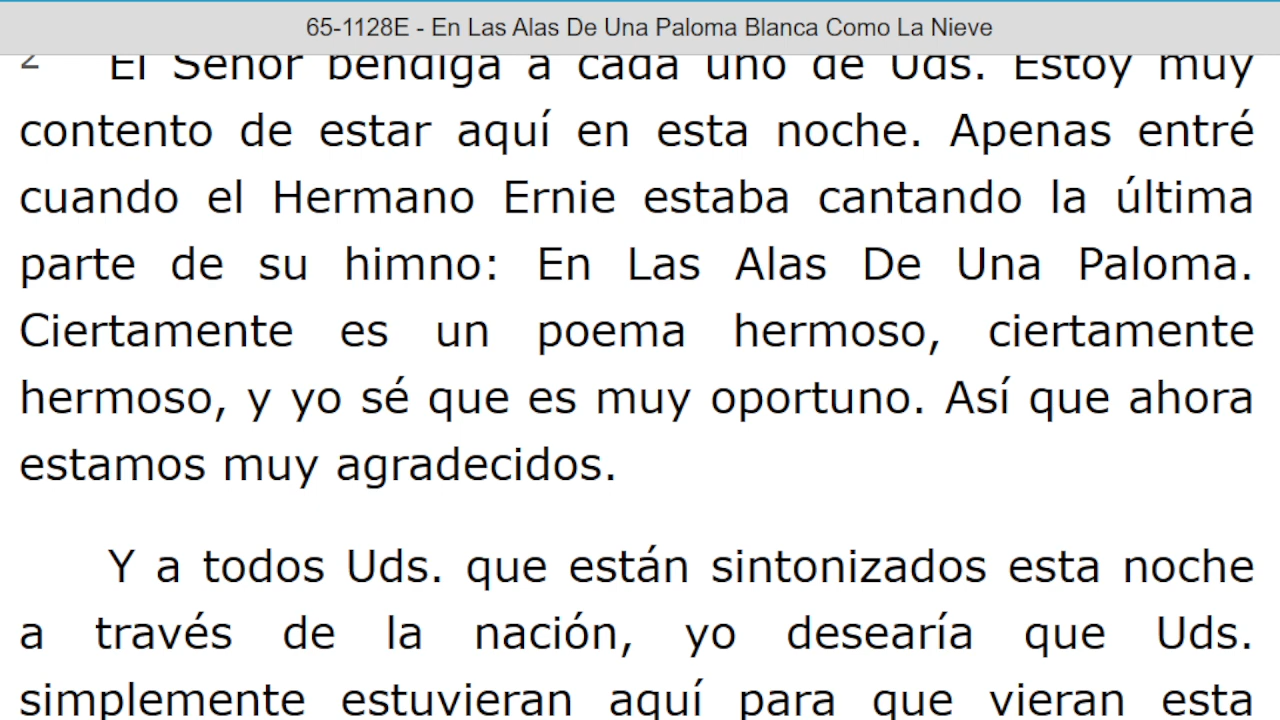 65-1128E - En Las Alas De Una Paloma Blanca Como La Nieve
2 El Señor bendiga a cada uno de Uds. Estoy muy
contento de estar aquí en esta noche. Apenas entré
cuando el Hermano Ernie estaba cantando la última
parte de su himno: En Las Alas De Una Paloma.
Ciertamente es un poema hermoso, ciertamente
hermoso, y yo sé que es muy oportuno. Así que ahora
estamos muy agradecidos.
Y a todos Uds. que están sintonizados esta noche
a través de la nación, yo desearía que Uds.
simplemente estuvieran aquí para que vieran esta